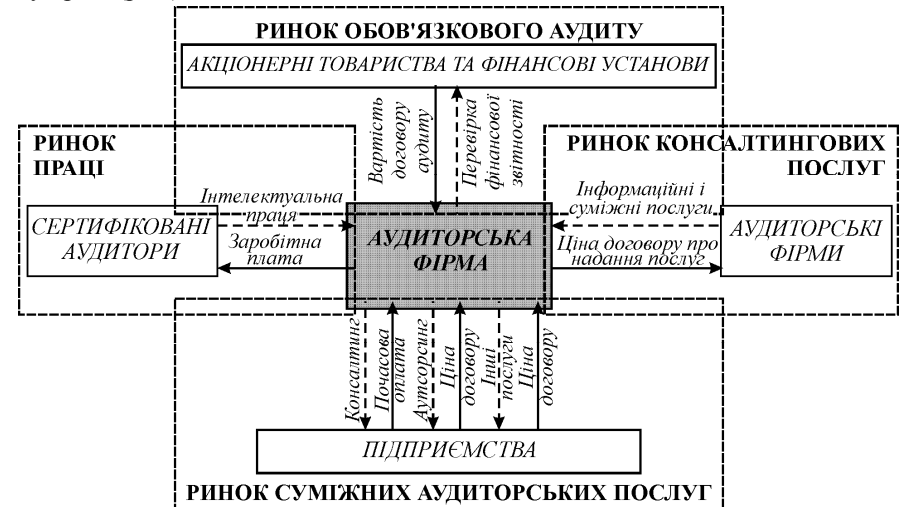 РИНОК ОБОВ'ЯЗКОВОГО АУДИТУ
АКЦІОНЕРНІ ТОВАРИСТВА ТА ФІНАНСОВІ УСТАНОВИ
Вартість
договору
аудиту
Перевірка
фінансової
звітності
РИНОК
ПРАЦІ
Інтелектуальна
праця
СЕРТИФІКОВАНІ
АУДИТОРИ
Заробітна
плата
АУДИТОРСЬКА
ФІРМА
РИНОК КОНСАЛТИНГОВИХ
ПОСЛУГ
Інформаційні і
суміжні послуги
Ціна договору про
надання послуг
АУДИТОРСЬКІ
ФІРМИ
Консалтинг
Почасова
оплата
Аутсорсинг
Ціна
договору
Інші
послуги
Ціна
договору
ПІДПРИЄМСТВА
РИНОК СУМІЖНИХ АУДИТОРСЬКИХ ПОСЛУГ